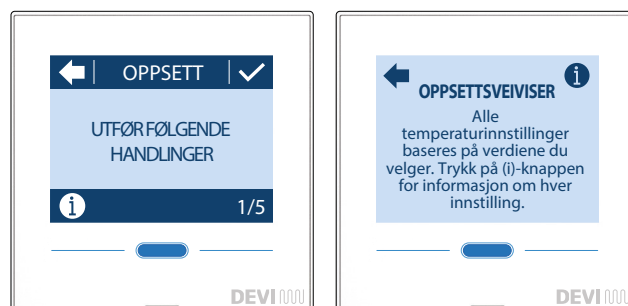 OPPSETT
UTFØR FØLGENDE
HANDLINGER
i
1/5
DEVI
i
OPPSETTSVEIVISER
Alle
temperaturinnstillinger
baseres på verdiene du
velger. Trykk på (i)-knappen
for informasjon om hver
innstilling.
DEVI